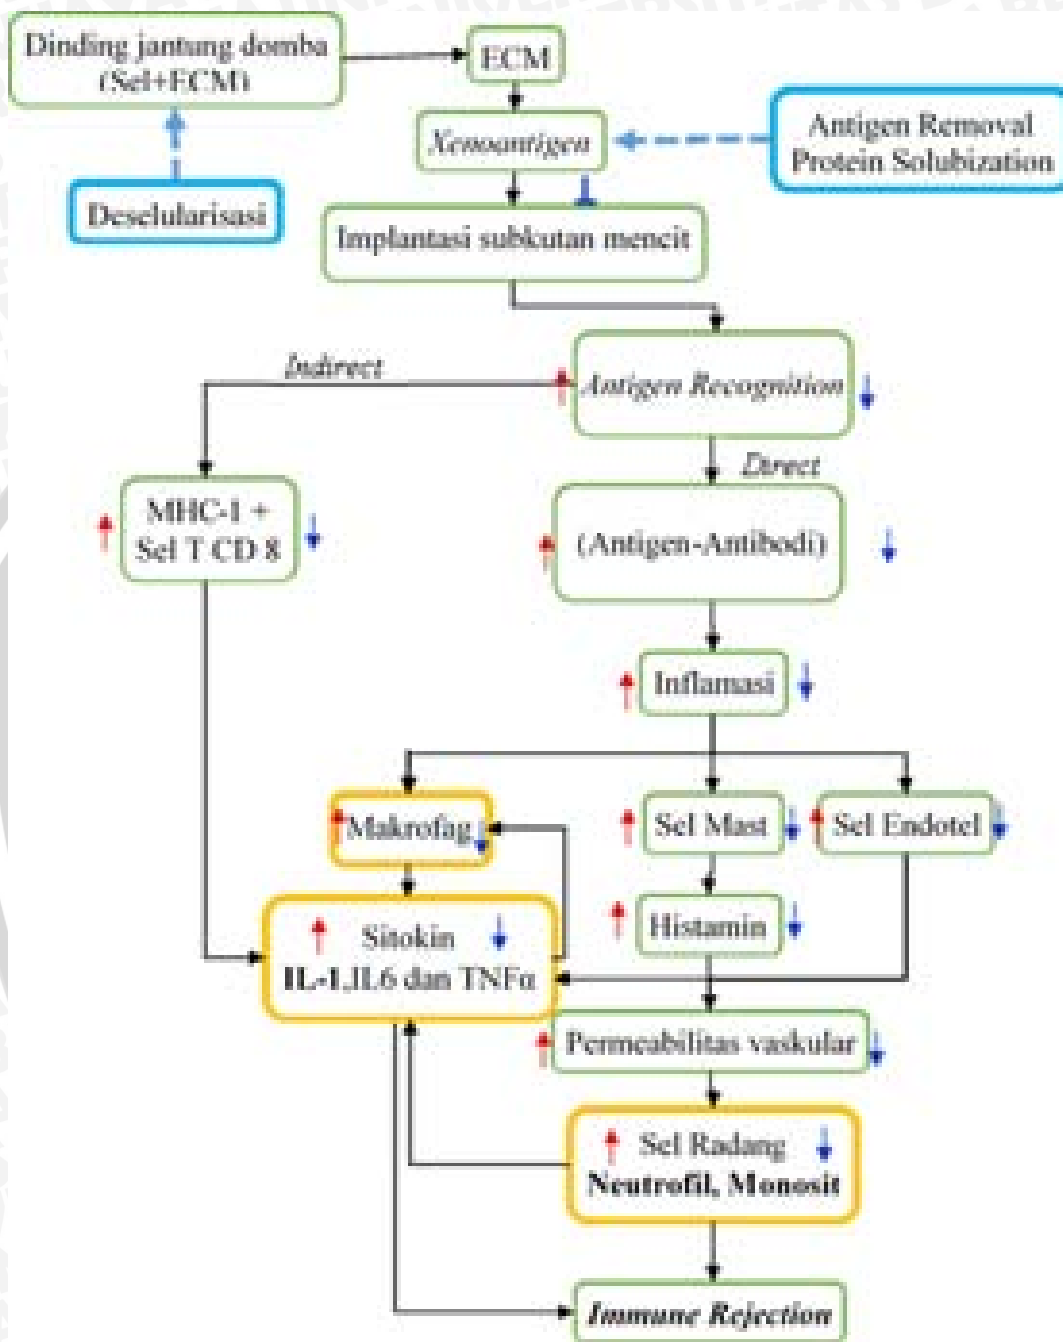 Dinding jantung domba
(Sel+ECM)
ECM
Xenoantigen
Antigen Removal
Protein Solubization
Deselularisasi
Implantasi subkutan mencit
Indirect
Antigen Recognition
Direct
MHC-1 +
Sel T CD 8
(Antigen-Antibodi)
Inflamasi
Makrofag
Sel Mast
Sel Endotel
Sitokin
IL-1,IL6 dan TNFα
Histamin
Permeabilitas vaskular
Sel Radang
Neutrofil, Monosit
Immune Rejection